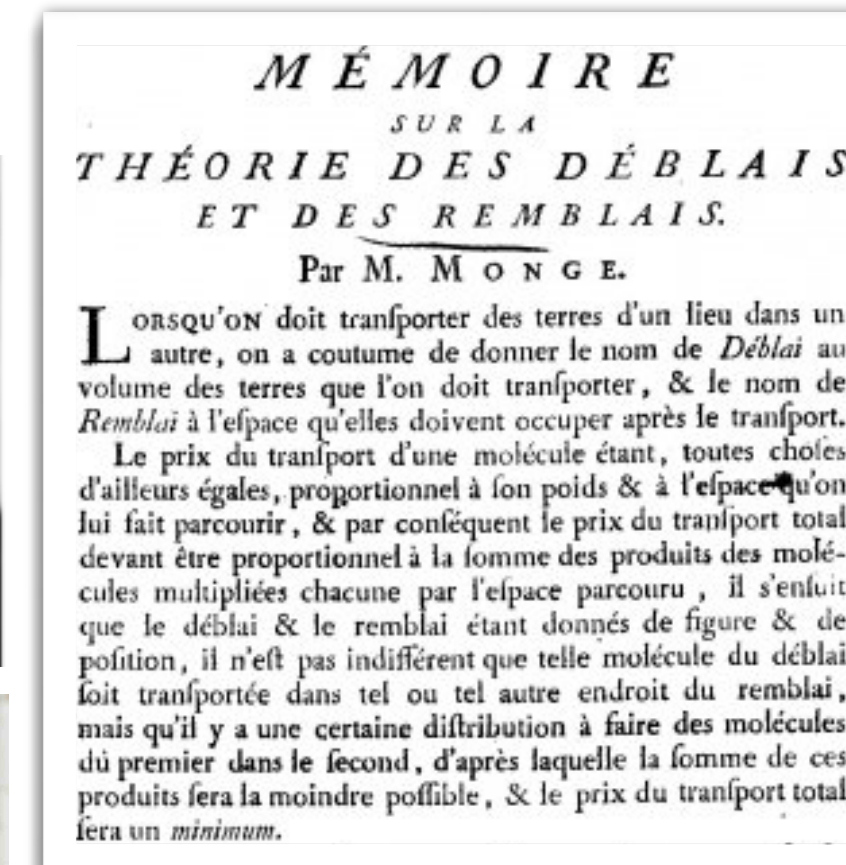 MÉMOIRE
SUR LA
THÉORIE DES DÉBLAIS
ET DES REMBLAIS.
Par M. MONGE.
LORSQU'ON doit tranſporter des terres d'un lieu dans un
autre, on a coutume de donner le nom de Déblai au
volume des terres que l'on doit tranſporter, & le nom de
Remblai à l'eſpace qu'elles doivent occuper après le tranſport.
Le prix du tranſport d'une molécule étant, toutes choſes
d'ailleurs égales, proportionnel à ſon poids & à l'eſpace qu'on
lui fait parcourir, & par conſéquent le prix du tranſport total
devant être proportionnel à la ſomme des produits des molé-
cules multipliées chacune par l'eſpace parcouru, il s'enſuit
que le déblai & le remblai étant donnés de figure & de
poſition, il n'eſt pas indifférent que telle molécule du déblai
ſoit tranſportée dans tel ou tel autre endroit du remblai,
mais qu'il y a une certaine diſtribution à faire des molécules
du premier dans le ſecond, d'après laquelle la ſomme de ces
produits ſera la moindre poſſible, & le prix du tranſport total
ſera un minimum.